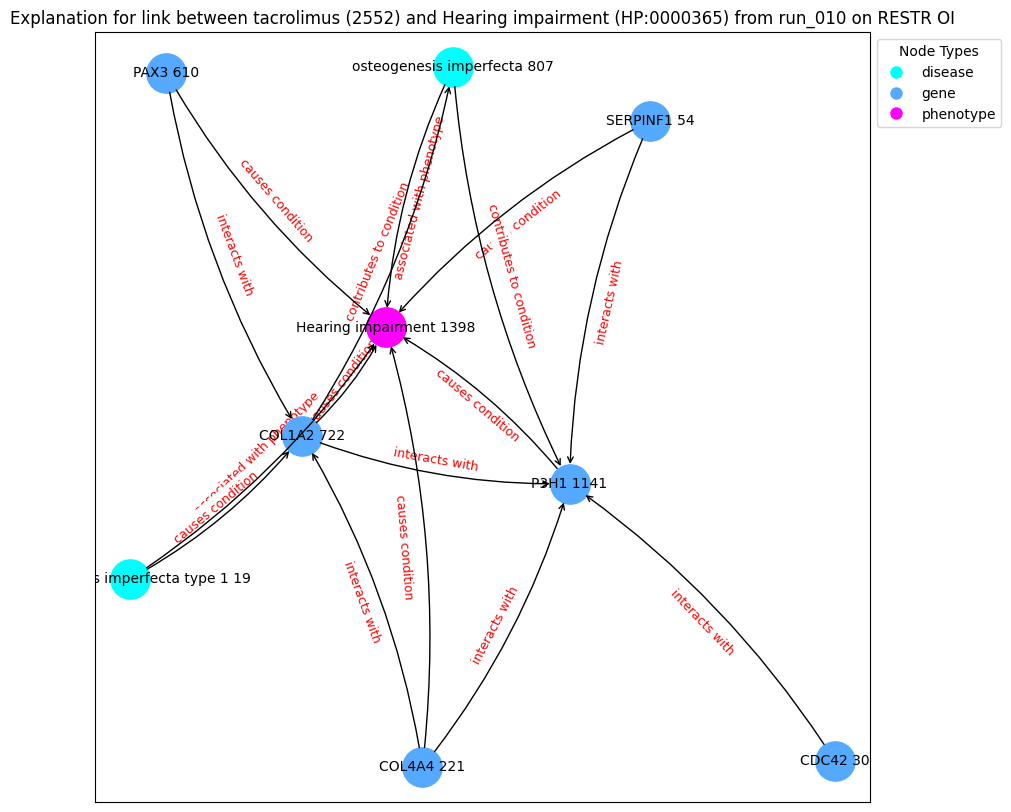 Explanation for link between tacrolimus (2552) and Hearing impairment (HP:0000365) from run_010 on RESTR OI
Node Types
disease
gene
phenotype
PAX3 610
osteogenesis imperfecta 807
SERPINF1 54
causes condition
interacts with
contributes to condition
associated with phenotype
condition
contributes to condition
interacts with
Hearing impairment 1398
causes condition
causes condition
COL1A2 722
interacts with
P3H1 1141
associated with phenotype
causes condition
causes condition
s imperfecta type 1 19
interacts with
interacts with
interacts with
COL4A4 221
CDC42 30